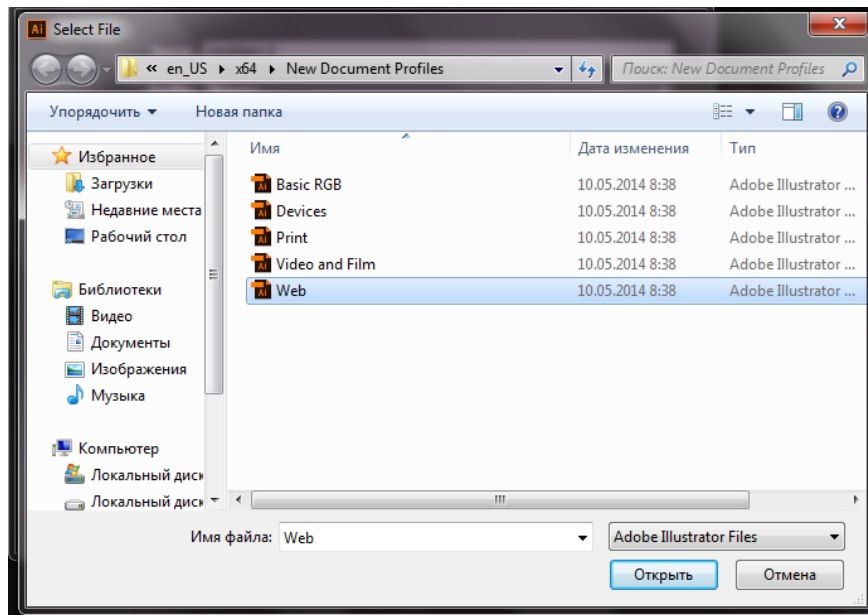 Select File
« en_US ▸ x64 ▸ New Document Profiles
Поиск: New Document Profiles
Упорядочить
Новая папка
Имя
Дата изменения
Тип
Избранное
Загрузки
Недавние места
Рабочий стол
Библиотеки
Видео
Документы
Изображения
Музыка
Компьютер
Локальный диск
Локальный диск
Basic RGB 10.05.2014 8:38 Adobe Illustrator ...
Devices 10.05.2014 8:38 Adobe Illustrator ...
Print 10.05.2014 8:38 Adobe Illustrator ...
Video and Film 10.05.2014 8:38 Adobe Illustrator ...
Web 10.05.2014 8:38 Adobe Illustrator ...
Имя файла: Web
Adobe Illustrator Files
Открыть
Отмена